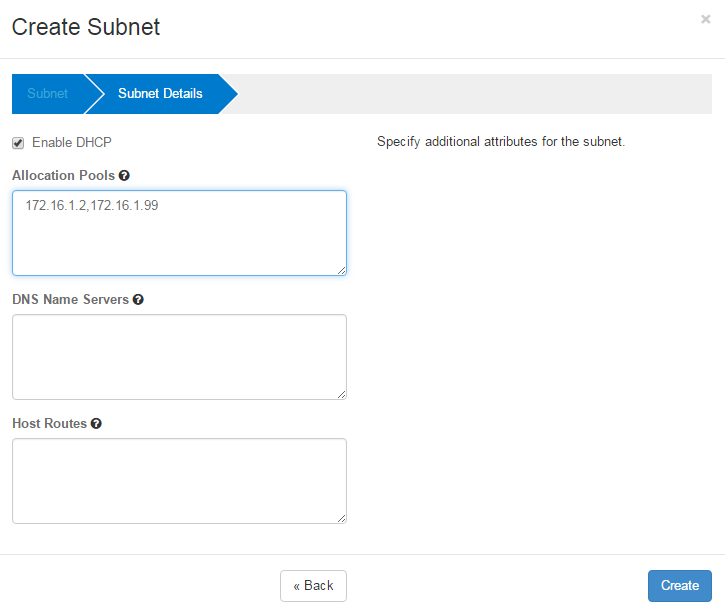 Create Subnet
×
Subnet
Subnet Details
Enable DHCP
Specify additional attributes for the subnet.
Allocation Pools ?
172.16.1.2,172.16.1.99
DNS Name Servers ?
Host Routes ?
« Back
Create